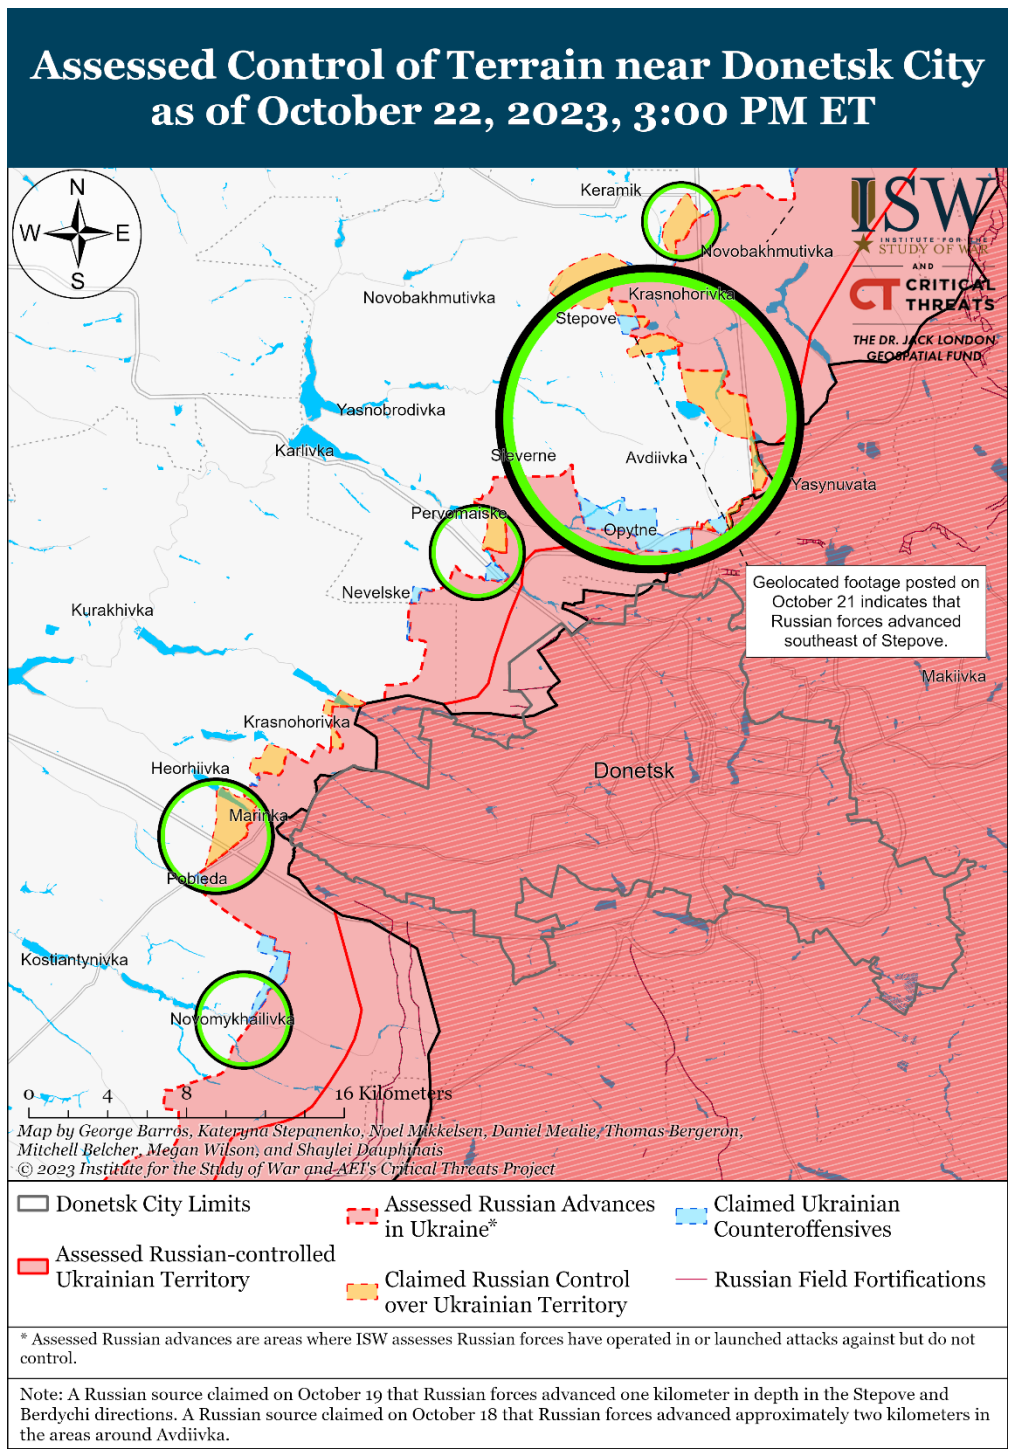 Assessed Control of Terrain near Donetsk City
as of October 22, 2023, 3:00 PM ET
N
W
E
S
Keramik
ISW
INSTITUTE FOR THE
STUDY OF WAR
AND
CT CRITICAL
THREATS
THE DR. JACK LONDON
GEOSPATIAL FUND
Novobakhmutivka
Novobakhmutivka
Krasnohorivka
Stepove
Yasnobrodivka
Karlivka
Sieverne
Avdiivka
Yasynuvata
Pervomaiske
Opytne
Nevelske
Geolocated footage posted on
October 21 indicates that
Russian forces advanced
southeast of Stepove.
Kurakhivka
Makiivka
Krasnohorivka
Heorhiivka
Donetsk
Marinka
Pobieda
Kostiantynivka
Novomykhailivka
0 4 8 16 Kilometers
Map by George Barros, Kateryna Stepanenko, Noel Mikkelsen, Daniel Mealie, Thomas Bergeron,
Mitchell Belcher, Megan Wilson, and Shaylei Dauphinais
© 2023 Institute for the Study of War and AEI's Critical Threats Project
Donetsk City Limits
Assessed Russian-controlled
Ukrainian Territory
Assessed Russian Advances
in Ukraine*
Claimed Russian Control
over Ukrainian Territory
Claimed Ukrainian
Counteroffensives
Russian Field Fortifications
* Assessed Russian advances are areas where ISW assesses Russian forces have operated in or launched attacks against but do not
control.
Note: A Russian source claimed on October 19 that Russian forces advanced one kilometer in depth in the Stepove and
Berdychi directions. A Russian source claimed on October 18 that Russian forces advanced approximately two kilometers in
the areas around Avdiivka.